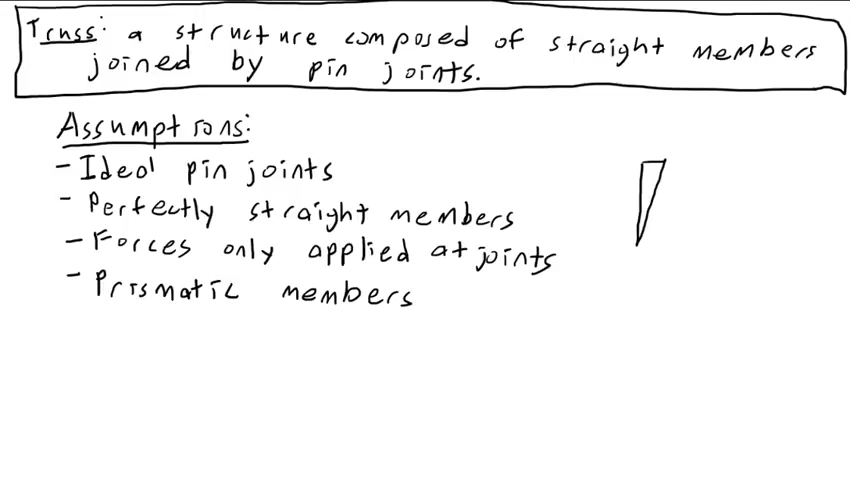 Truss: a structure composed of straight members
joined by pin joints.
Assumptions:
- Ideal pin joints
- Perfectly straight members
- Forces only applied at joints
- Prismatic members